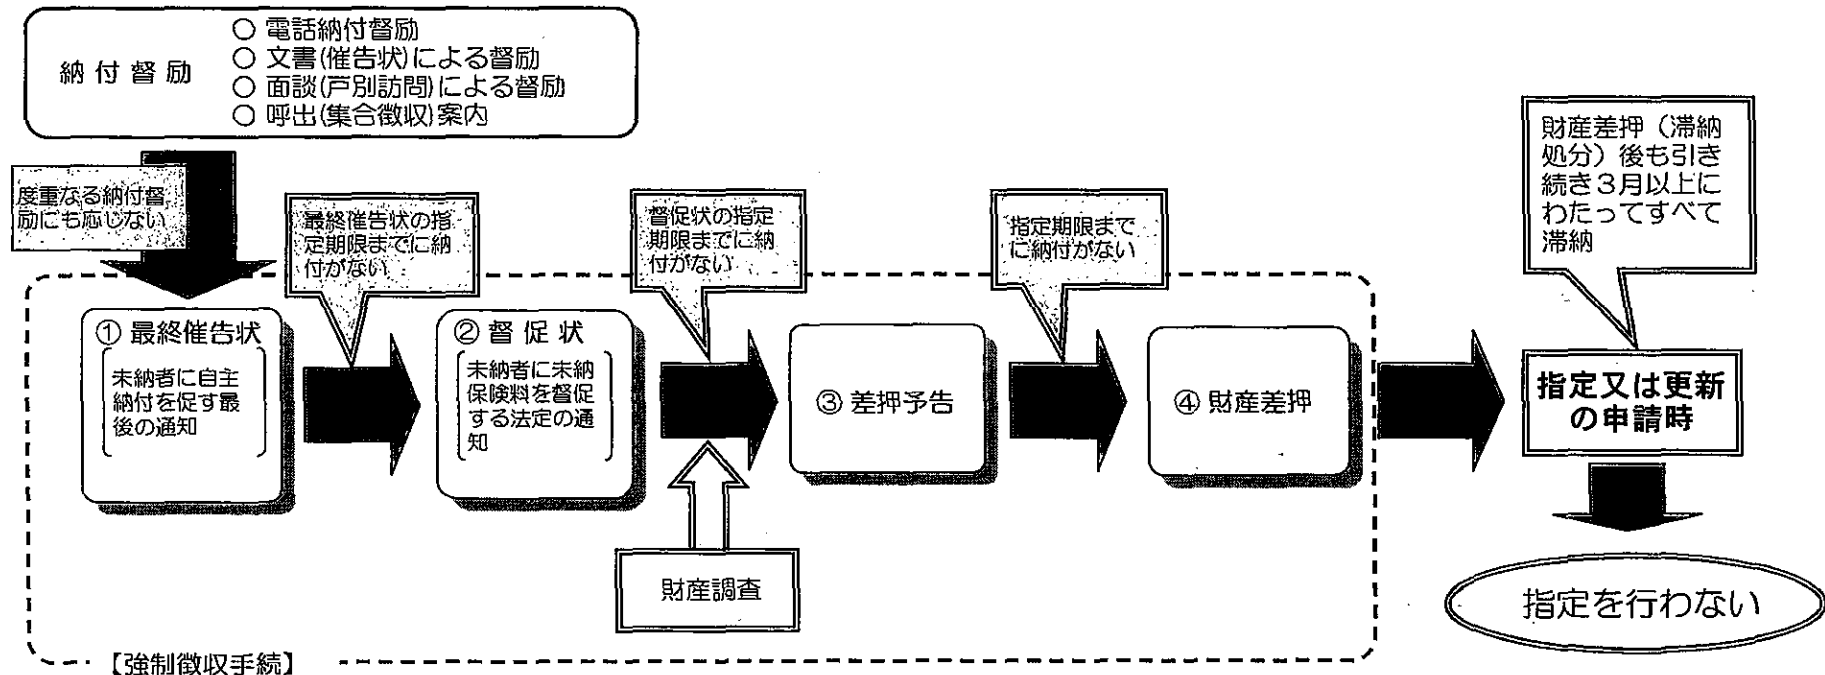 納付督励
○ 電話納付督励
○ 文書(催告状)による督励
○ 面談(戸別訪問)による督励
○ 呼出(集合徴収)案内
度重なる納付督
励にも応じない
最終催告状の指
定期限までに納
付がない
督促状の指定
期限までに納
付がない
指定期限まで
に納付がない
財産差押（滞納
処分）後も引き
続き３月以上に
わたってすべて
滞納
① 最終催告状
未納者に自主
納付を促す最
後の通知
② 督促状
未納者に未納
保険料を督促
する法定の通
知
③ 差押予告
④ 財産差押
指定又は更新
の申請時
財産調査
指定を行わない
【強制徴収手続】